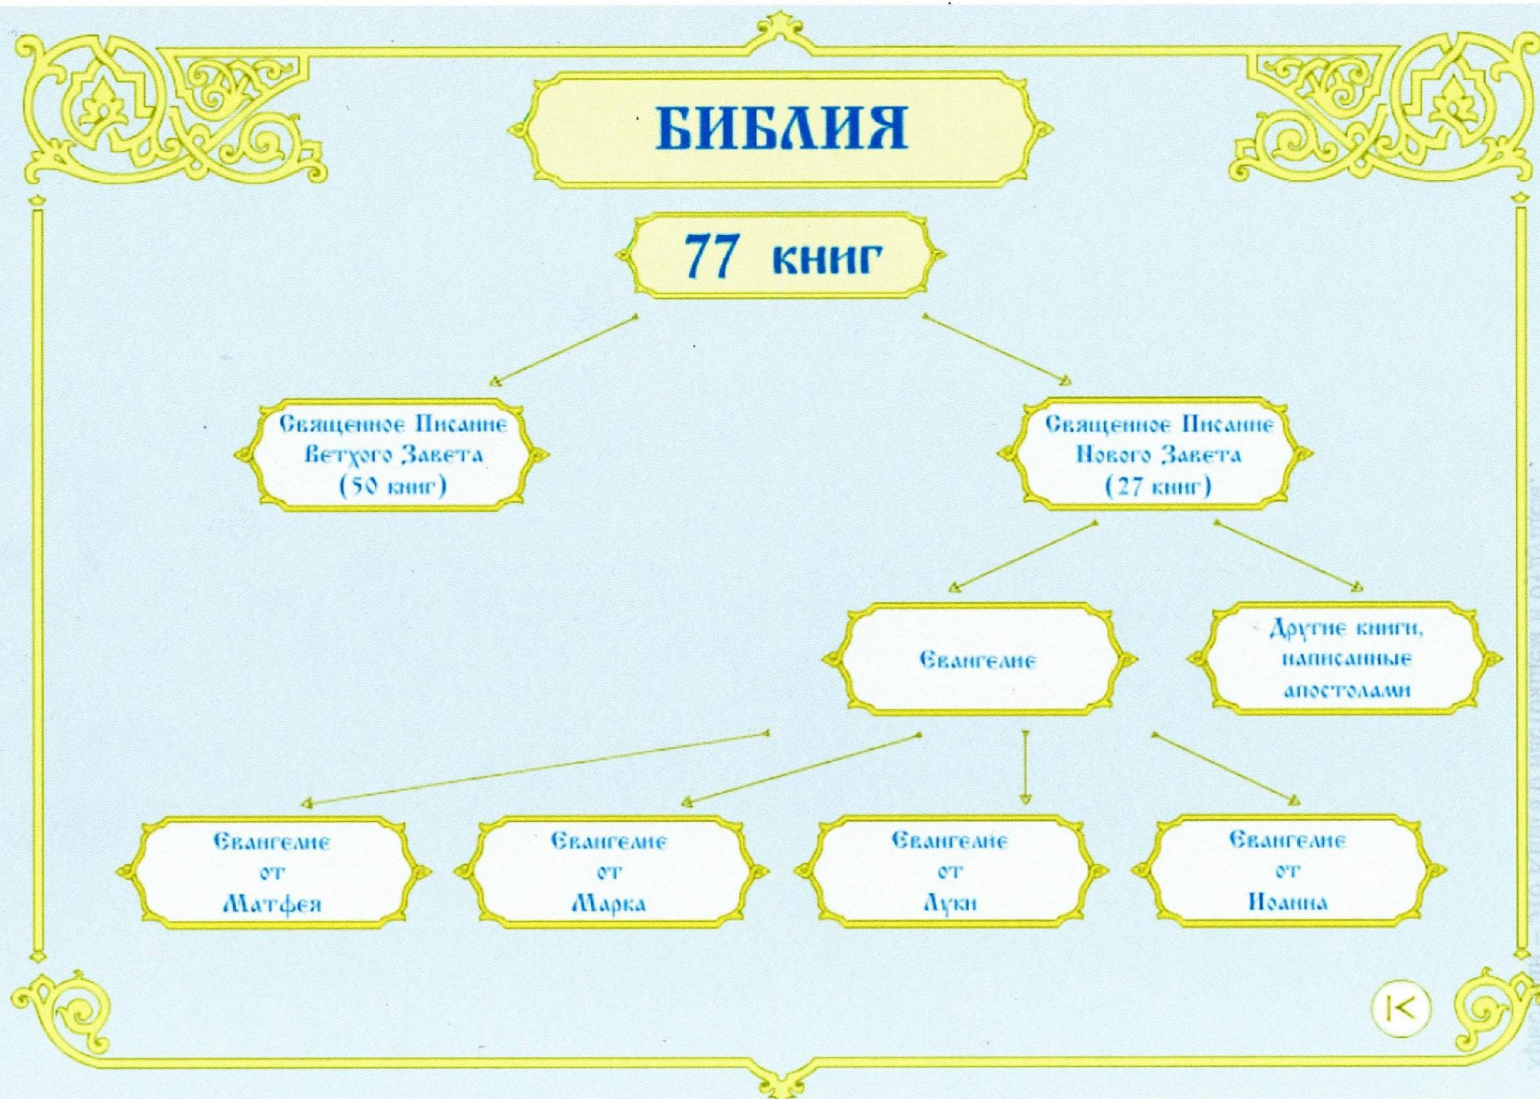 БИБЛИЯ
77 книг
Священное Писание
Ветхого Завета
(50 книг)
Священное Писание
Нового Завета
(27 книг)
Евангелие
Другие книги,
написанные
апостолами
Евангелие
от
Матфея
Евангелие
от
Марка
Евангелие
от
Луки
Евангелие
от
Иоанна